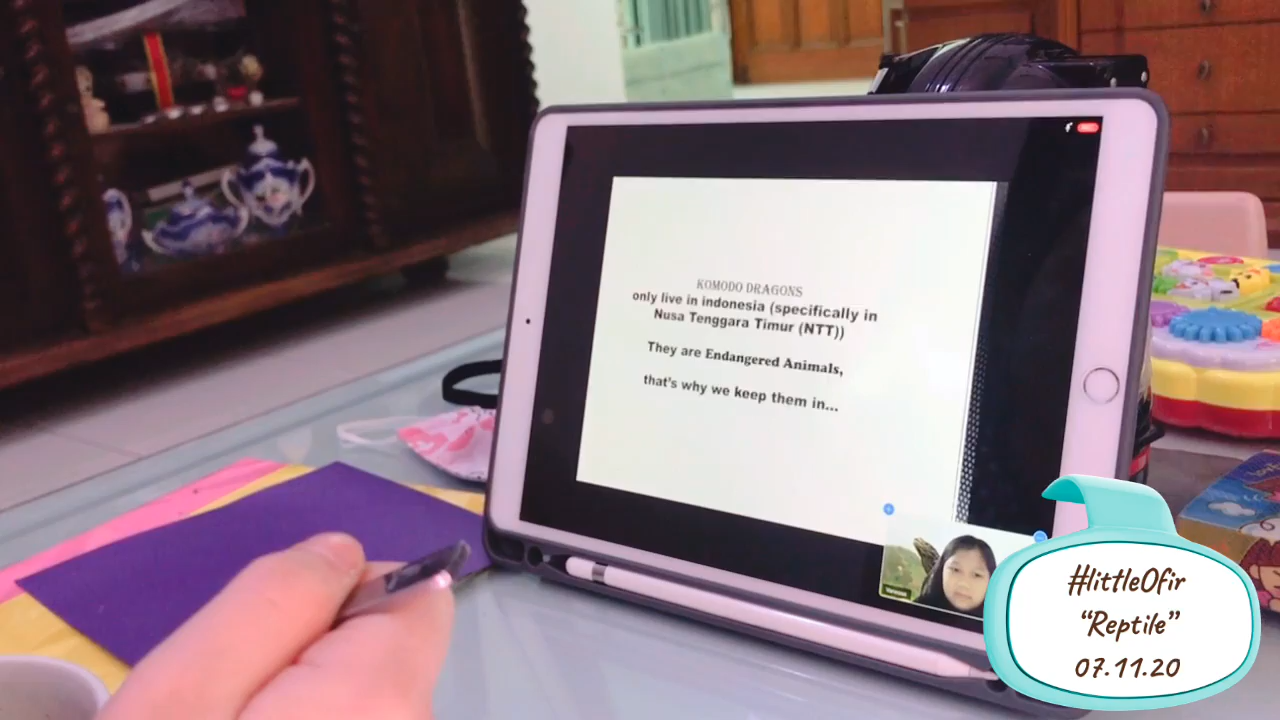 KOMODO DRAGONS
only live in indonesia (specifically in
Nusa Tenggara Timur (NTT))
They are Endangered Animals,
that's why we keep them in...
#littleOfir
“Reptile”
07.11.20